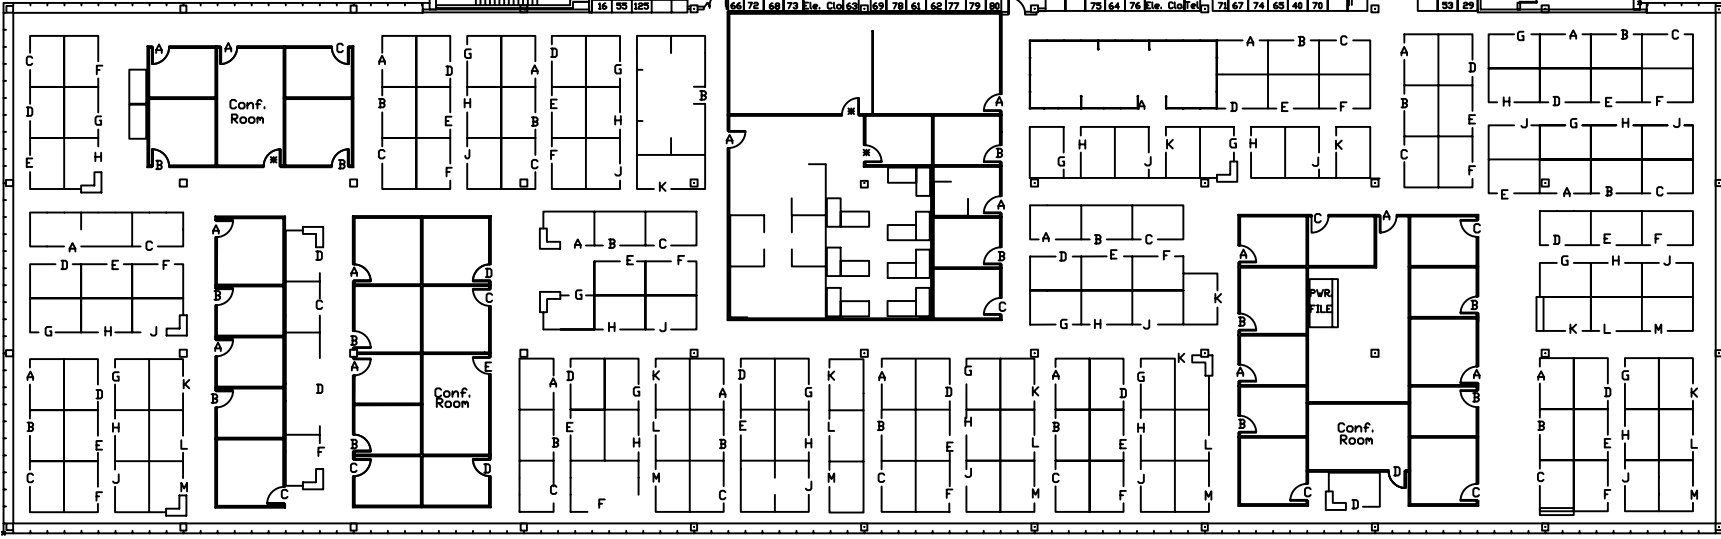 16 55 125
66 72 68 73 Ele. Clo 63 69 78 61 62 77 79 80
75 64 76 Ele. Clo Tel 71 67 74 65 40 70
53 29
C F D G E H
A A C B * B
Conf.
Room
A D B E C F
G A H B J C
D G E H F J
B K
A * * A B A B C
A B C
A D E F
G H J K G H J K
A D B E C F
G A B C
H D E F
J G H J
E A B C
A C
D E F
G H J
A B A B C
D C D F
A D C B A E B C D
Conf.
Room
A B C
E F
G
H J
A B C
D E F
K
G H J
C A C
A B A B C
B A B C
PWR.
FILE
Conf.
Room
D
D
D E F
G H J
K L M
A D B E C F
G K H L J M
A B C
D G E H F
K A L B M C
D G E H J
K L M
A D B E C F
G K H L J M
A D B E C F
K
G H L J M
A D B E C F
G K H L J M